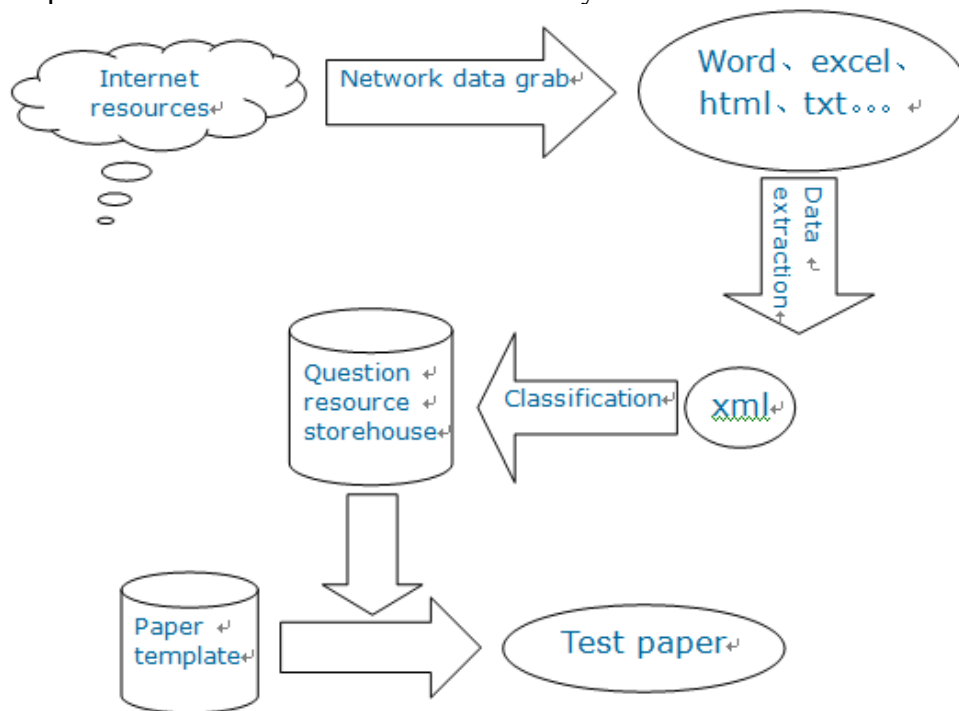 Internet
resources
Network data grab
Word、excel、
html、txt。。。
Data
extraction
Question
resource
storehouse
Classification
xml
Paper
template
Test paper